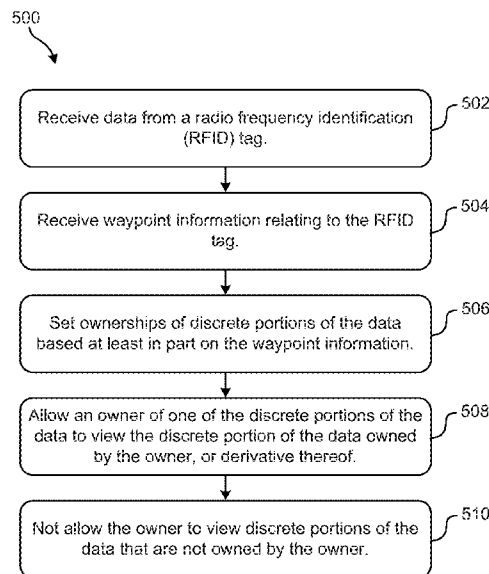 500
Receive data from a radio frequency identification
(RFID) tag.
502
Receive waypoint information relating to the RFID
tag.
504
Set ownerships of discrete portions of the data
based at least in part on the waypoint information.
506
Allow an owner of one of the discrete portions of the
data to view the discrete portion of the data owned
by the owner, or derivative thereof.
508
Not allow the owner to view discrete portions of the
data that are not owned by the owner.
510